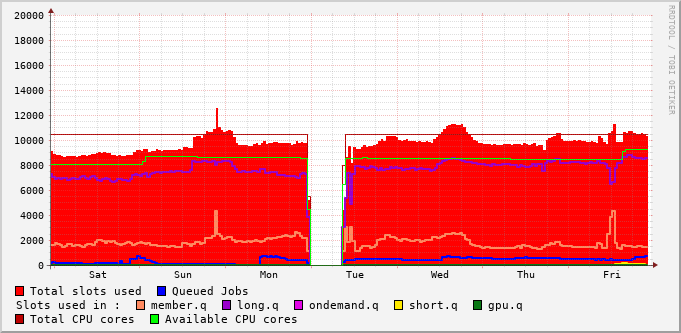 RRDTOOL / TOBI OETIKER
20000
18000
16000
14000
12000
10000
8000
6000
4000
2000
0
Sat Sun Mon Tue Wed Thu Fri
Total slots used Queued Jobs
Slots used in : member.q long.q ondemand.q short.q gpu.q
Total CPU cores Available CPU cores